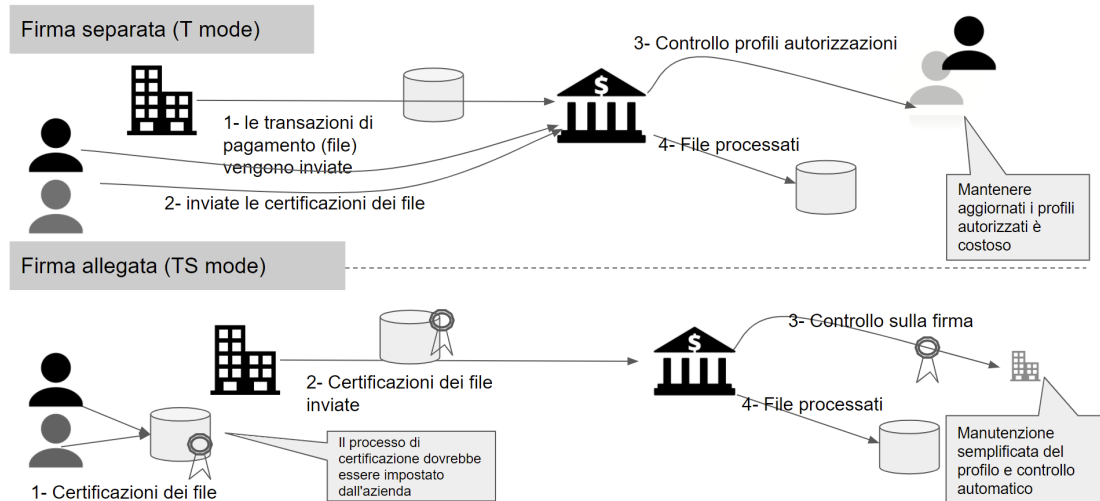 Firma separata (T mode)
3- Controllo profili autorizzazioni
$
1- le transazioni di
pagamento (file)
vengono inviate
4- File processati
2- inviate le certificazioni dei file
Mantenere
aggiornati i profili
autorizzati è
costoso
Firma allegata (TS mode)
3- Controllo sulla firma
$
2- Certificazioni dei file
inviate
4- File processati
Il processo di
certificazione dovrebbe
essere impostato
dall'azienda
Manutenzione
semplificata del
profilo e controllo
automatico
1- Certificazioni dei file